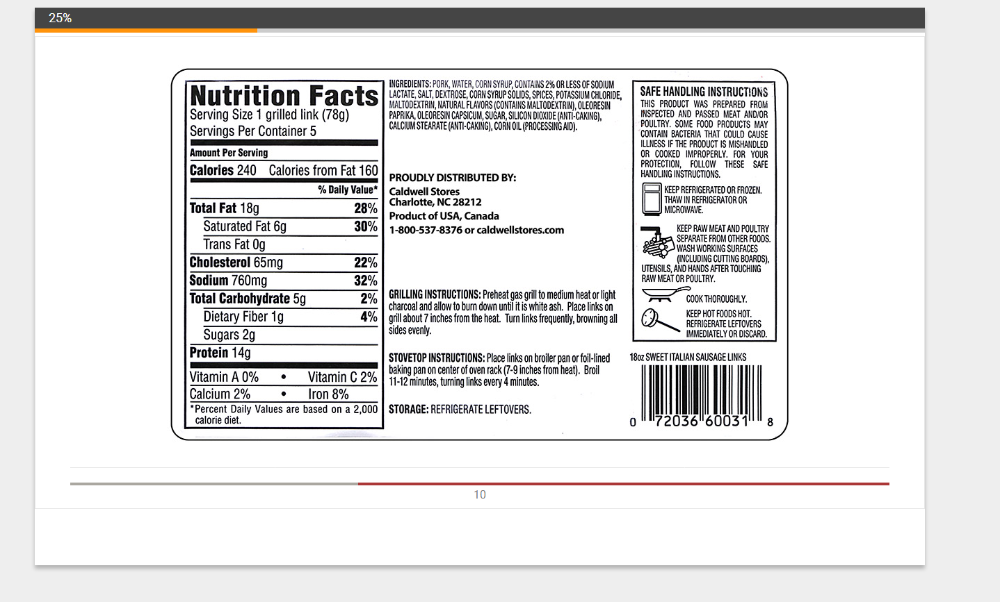 25%
Nutrition Facts
Serving Size 1 grilled link (78g)
Servings Per Container 5
Amount Per Serving
Calories 240 Calories from Fat 160
% Daily Value*
Total Fat 18g 28%
Saturated Fat 6g 30%
Trans Fat 0g
Cholesterol 65mg 22%
Sodium 760mg 32%
Total Carbohydrate 5g 2%
Dietary Fiber 1g 4%
Sugars 2g
Protein 14g
Vitamin A 0% • Vitamin C 2%
Calcium 2% • Iron 8%
*Percent Daily Values are based on a 2,000
calorie diet.
INGREDIENTS: PORK, WATER, CORN SYRUP, CONTAINS 2% OR LESS OF SODIUM
LACTATE, SALT, DEXTROSE, CORN SYRUP SOLIDS, SPICES, POTASSIUM CHLORIDE,
MALTODEXTRIN, NATURAL FLAVORS (CONTAINS MALTODEXTRIN), OLEORESIN
PAPRIKA, OLEORESIN CAPSICUM, SUGAR, SILICON DIOXIDE (ANTI-CAKING),
CALCIUM STEARATE (ANTI-CAKING), CORN OIL (PROCESSING AID).
PROUDLY DISTRIBUTED BY:
Caldwell Stores
Charlotte, NC 28212
Product of USA, Canada
1-800-537-8376 or caldwellstores.com
GRILLING INSTRUCTIONS: Preheat gas grill to medium heat or light
charcoal and allow to burn down until it is white ash. Place links on
grill about 7 inches from the heat. Turn links frequently, browning all
sides evenly.
STOVETOP INSTRUCTIONS: Place links on broiler pan or foil-lined
baking pan on center of oven rack (7-9 inches from heat). Broil
11-12 minutes, turning links every 4 minutes.
STORAGE: REFRIGERATE LEFTOVERS.
SAFE HANDLING INSTRUCTIONS
THIS PRODUCT WAS PREPARED FROM
INSPECTED AND PASSED MEAT AND/OR
POULTRY. SOME FOOD PRODUCTS MAY
CONTAIN BACTERIA THAT COULD CAUSE
ILLNESS IF THE PRODUCT IS MISHANDLED
OR COOKED IMPROPERLY. FOR YOUR
PROTECTION, FOLLOW THESE SAFE
HANDLING INSTRUCTIONS.
KEEP REFRIGERATED OR FROZEN.
THAW IN REFRIGERATOR OR
MICROWAVE.
KEEP RAW MEAT AND POULTRY
SEPARATE FROM OTHER FOODS.
WASH WORKING SURFACES
(INCLUDING CUTTING BOARDS),
UTENSILS, AND HANDS AFTER TOUCHING
RAW MEAT OR POULTRY.
COOK THOROUGHLY.
KEEP HOT FOODS HOT.
REFRIGERATE LEFTOVERS
IMMEDIATELY OR DISCARD.
18oz SWEET ITALIAN SAUSAGE LINKS
0 72036 60031 8
10